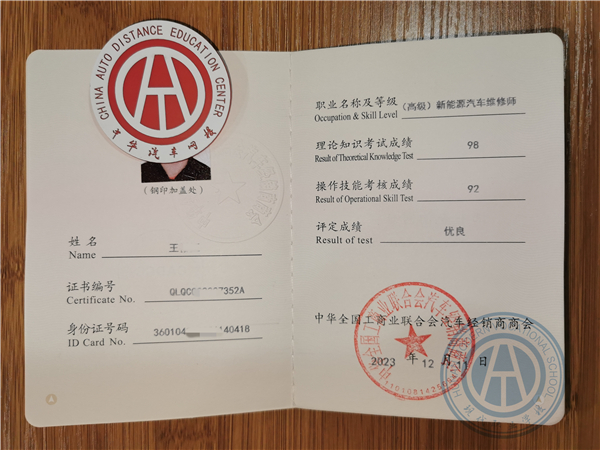 CHINA AUTO DISTANCE EDUCATION CENTER
中华汽车网校
(钢印加盖处)
姓 名
Name
王
证书编号
Certificate No.
352A
身份证号码
ID Card No.
360104
140418
职业名称及等级
Occupation & Skill Level
(高级)新能源汽车维修师
理论知识考试成绩
Result of Theoretical Knowledge Test
98
操作技能考核成绩
Result of Operational Skill Test
92
评定成绩
Result of test
优良
中华全国工商业联合会汽车经销商商会
2023 年 12 月 11 日